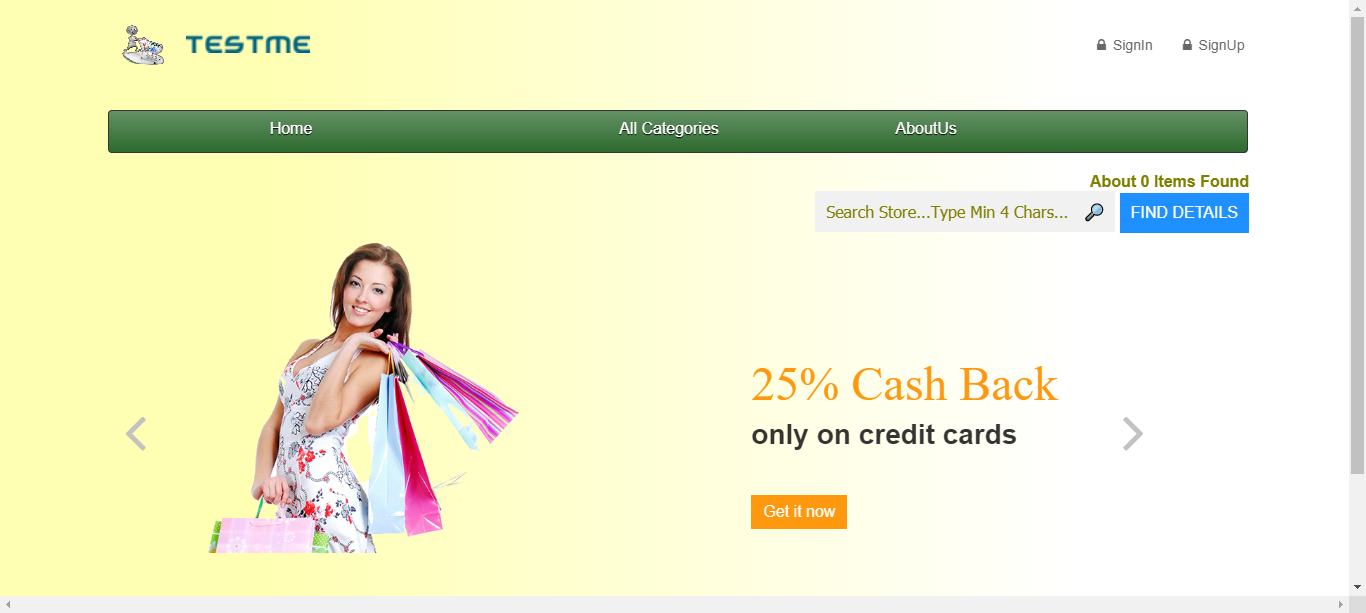 TESTME
SignIn
SignUp
Home
All Categories
AboutUs
About 0 Items Found
Search Store...Type Min 4 Chars...
FIND DETAILS
25% Cash Back
only on credit cards
Get it now